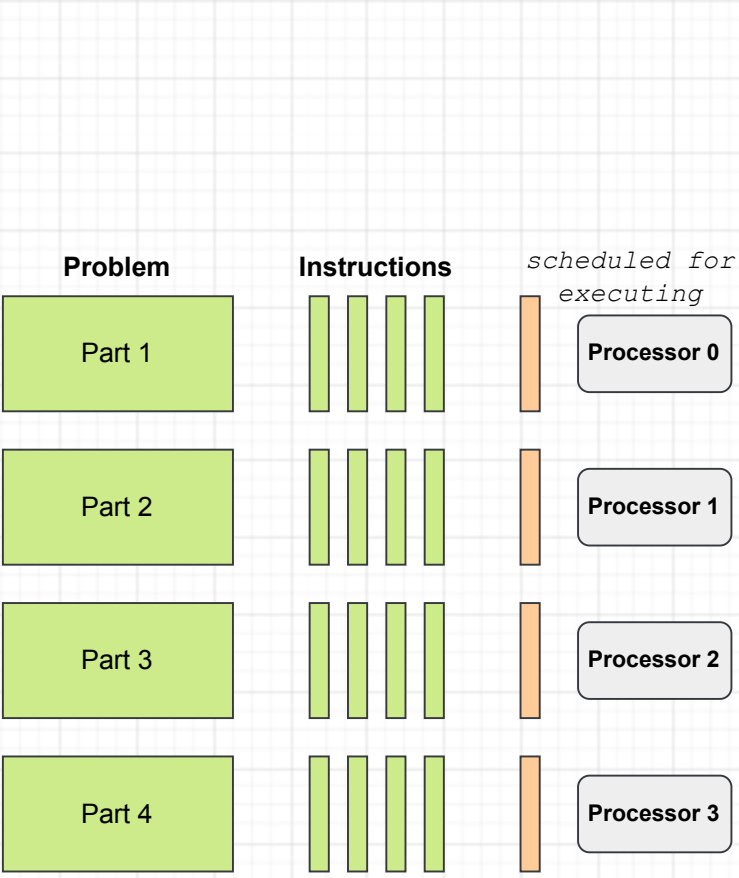 Problem
Instructions
scheduled for
executing
Part 1
Processor 0
Part 2
Processor 1
Part 3
Processor 2
Part 4
Processor 3